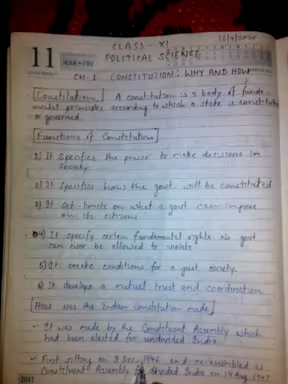 CLASS - XI
POLITICAL SCIENCE
11
CH-1 CONSTITUTION: WHY AND HOW
Constitution A constitution is a body of funda
mental principles according to which a state is constituted
or governed.
Functions of Constitution
1) It specifies the power to make decisions in
society
2) It specifies how the govt will be constituted
3) It set limits on what a govt can impose
on its citizens
4) It specify certain fundamental rights. No govt
can ever be allowed to violate
5) It create conditions for a just society.
6) It develops a mutual trust and coordination
How was the Indian Constitution made
It was made by the Constituent Assembly which
had been elected for undivided India
First sitting on 9 Dec, 1946 and re-assembled as
Constituent Assembly for devided India on 14 Aug 1947
2011